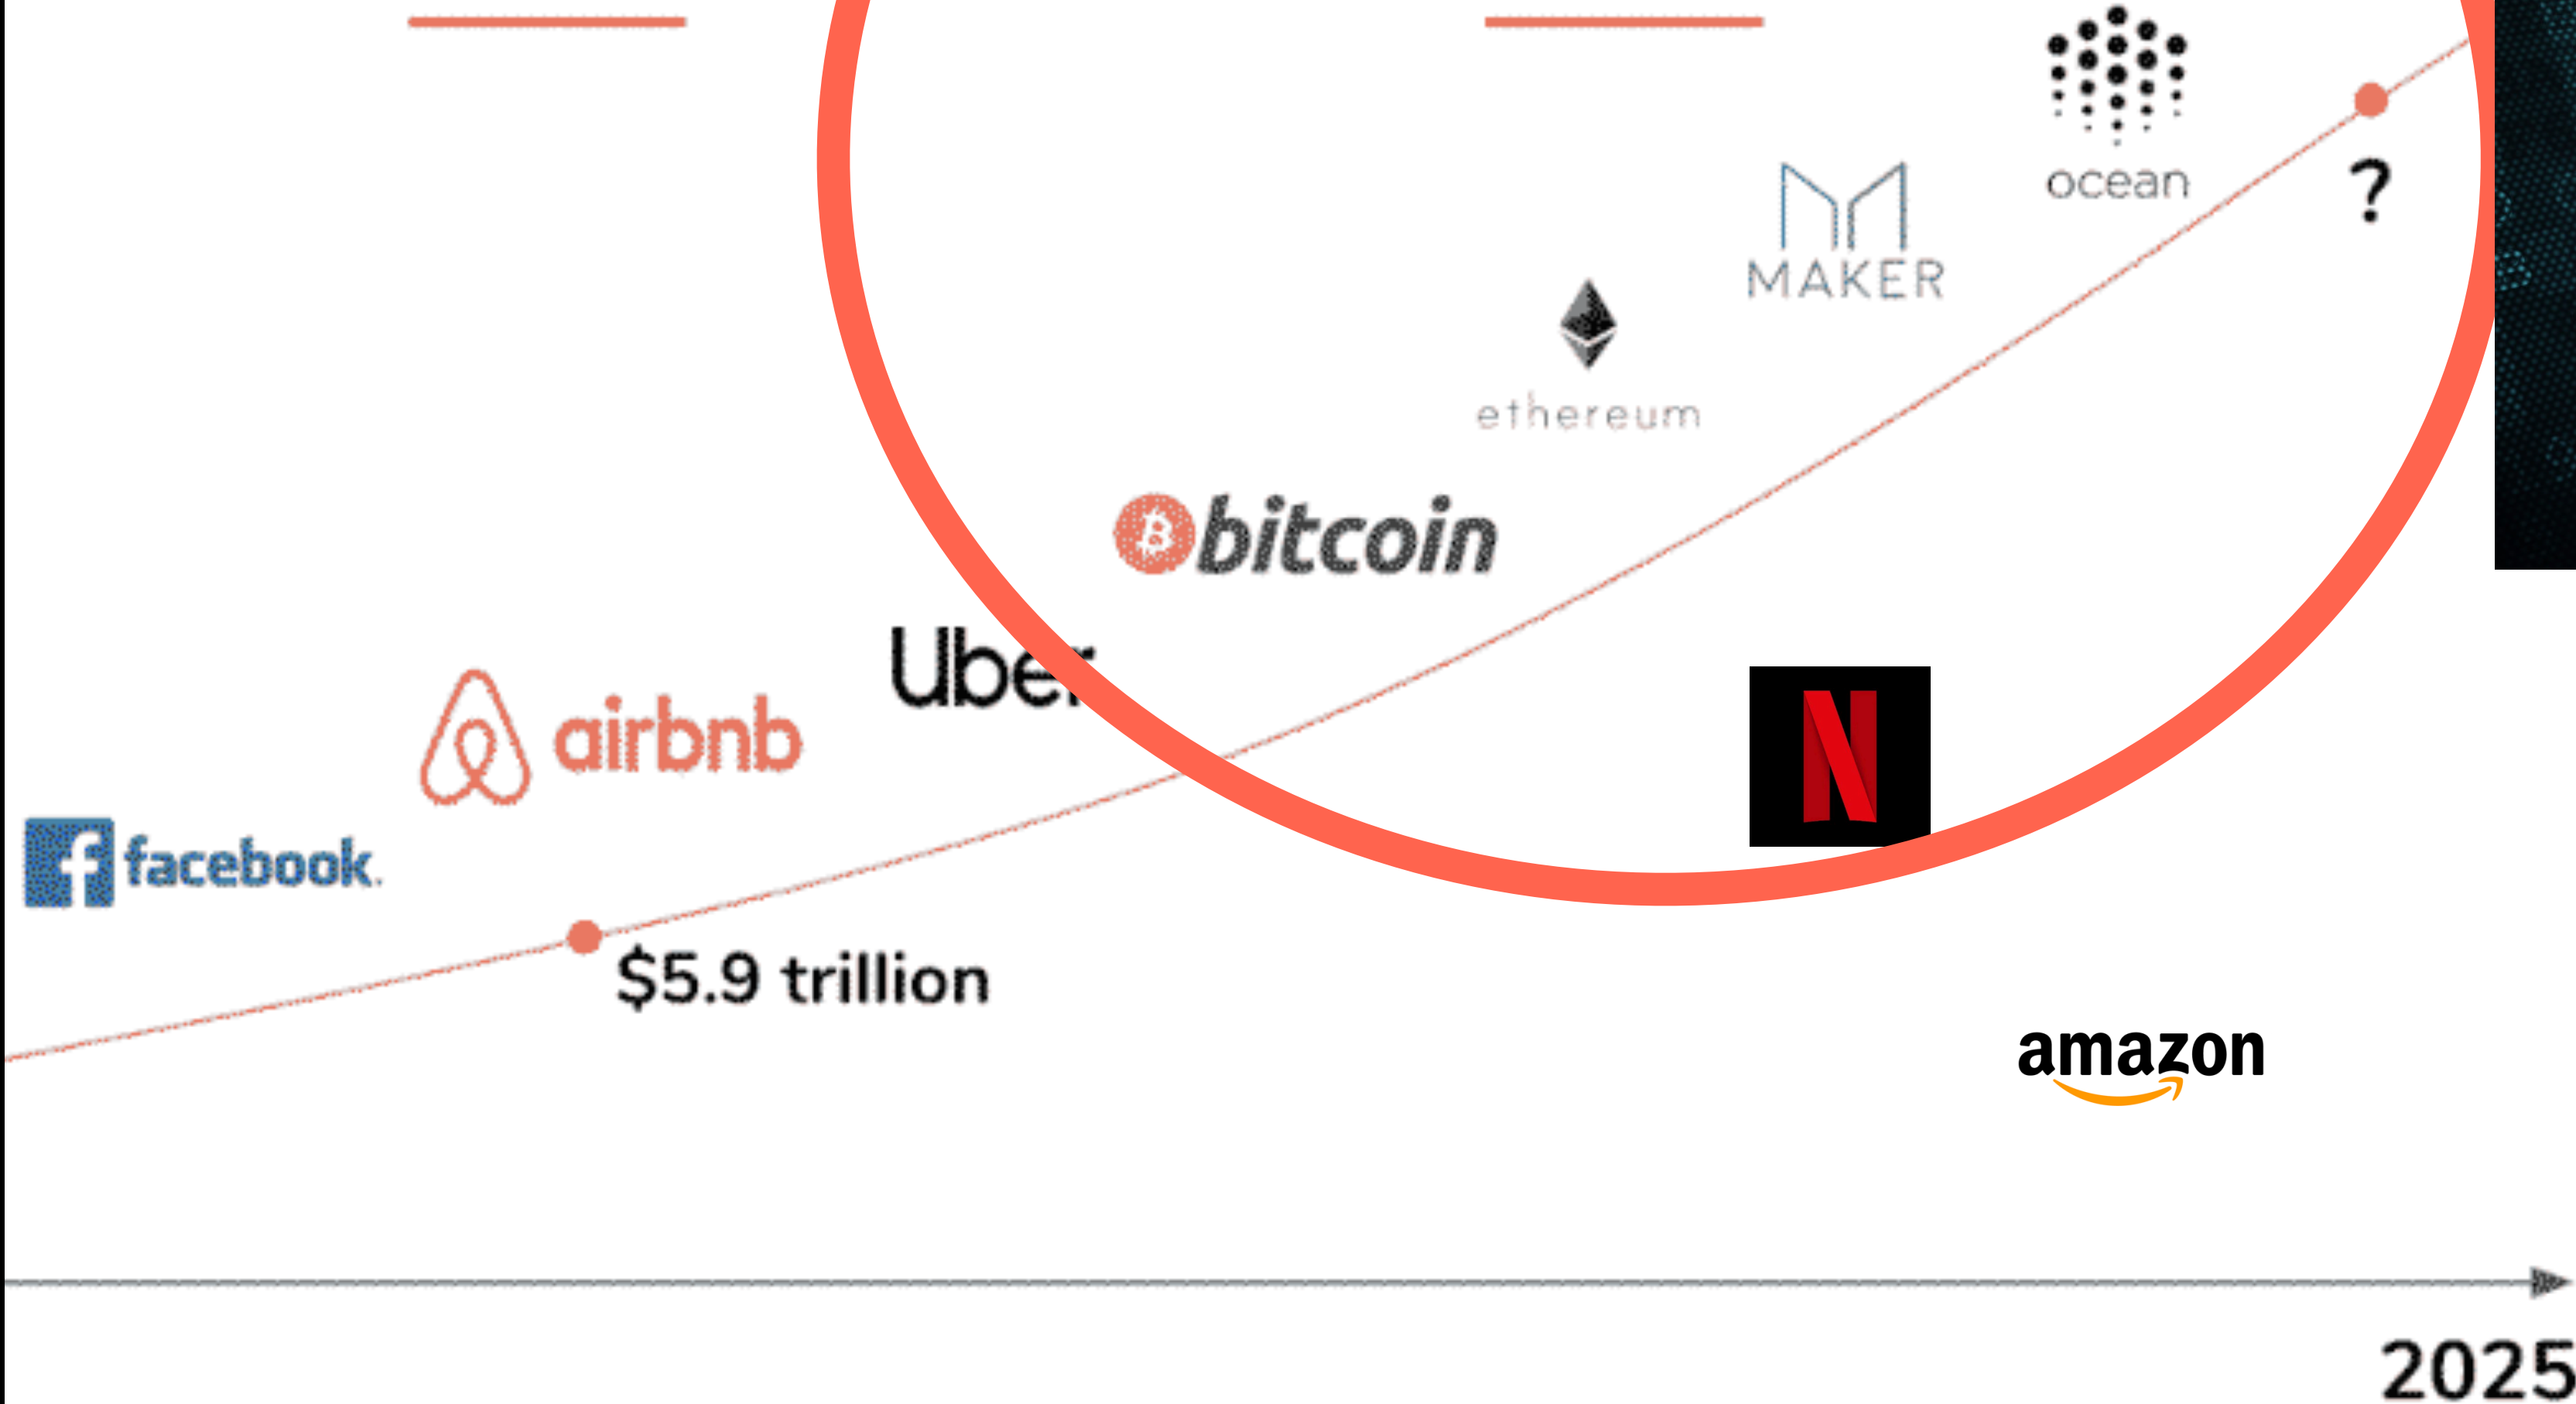 ocean
?
MAKER
ethereum
bitcoin
Uber
airbnb
facebook.
$5.9 trillion
N
amazon
2025